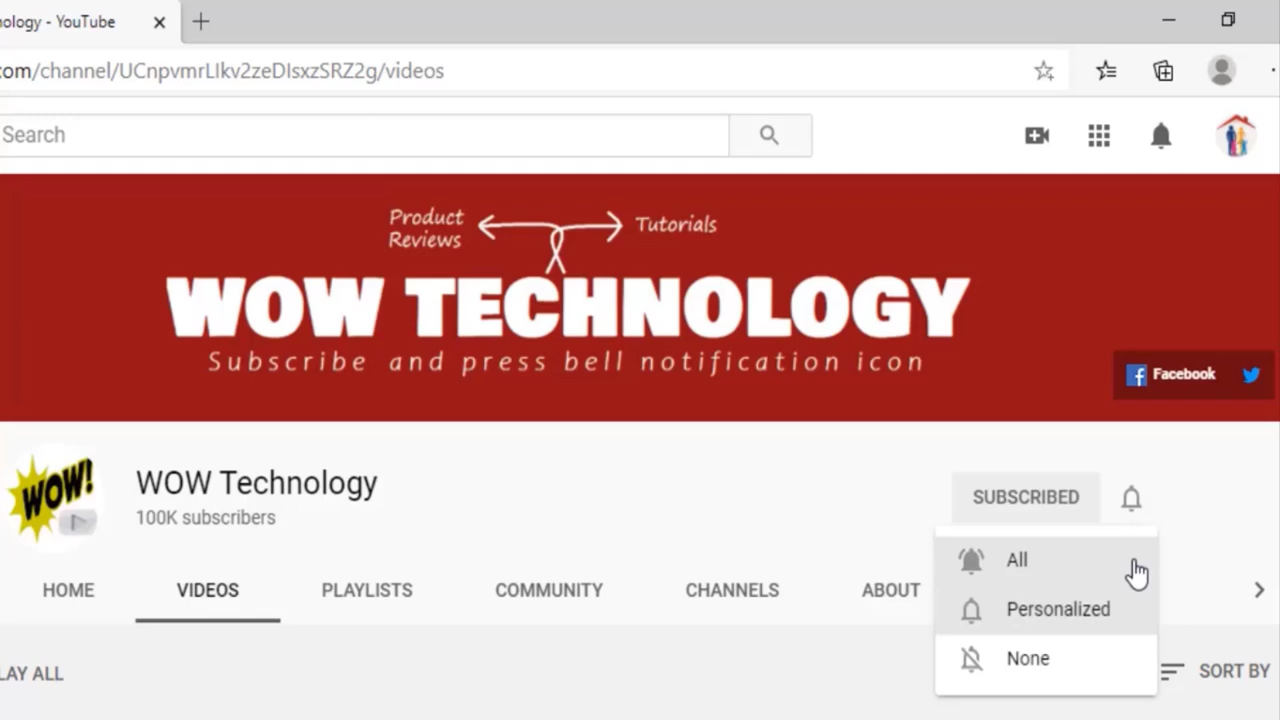 nology - YouTube
com/channel/UCnpvmrLIkv2zeDIsxzSRZ2g/videos
Search
Product
Reviews
Tutorials
WOW TECHNOLOGY
Subscribe and press bell notification icon
Facebook
WOW!
WOW Technology
100K subscribers
SUBSCRIBED
All
Personalized
None
HOME VIDEOS PLAYLISTS COMMUNITY CHANNELS ABOUT
LAY ALL
SORT BY